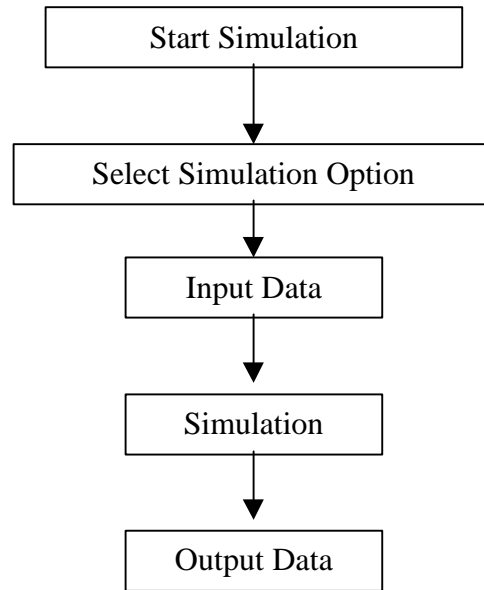 Start Simulation
Select Simulation Option
Input Data
Simulation
Output Data